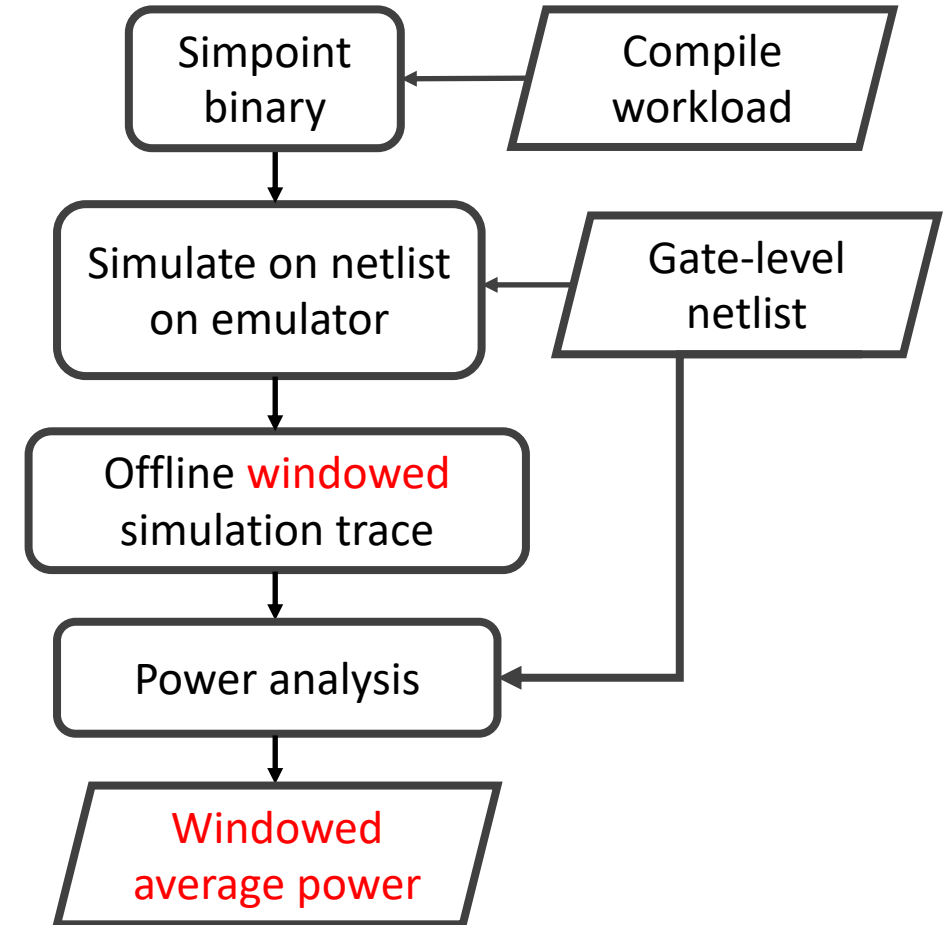 Simpoint
binary
Compile
workload
Simulate on netlist
on emulator
Gate-level
netlist
Offline windowed
simulation trace
Power analysis
Windowed
average power